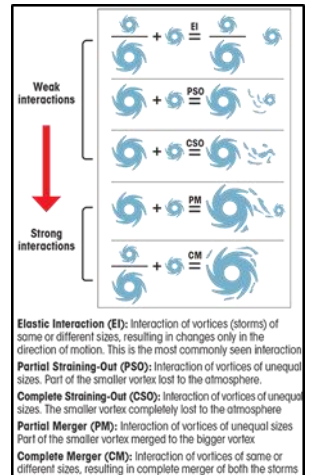 EI
Weak
interactions
PSO
CSO
PM
Strong
interactions
CM
Elastic Interaction (EI): Interaction of vortices (storms) of
same or different sizes, resulting in changes only in the
direction of motion. This is the most commonly seen interaction
Partial Straining-Out (PSO): Interaction of vortices of unequal
sizes. Part of the smaller vortex lost to the atmosphere.
Complete Straining-Out (CSO): Interaction of vortices of unequal
sizes. The smaller vortex completely lost to the atmosphere
Partial Merger (PM): Interaction of vortices of unequal sizes
Part of the smaller vortex merged to the bigger vortex
Complete Merger (CM): Interaction of vortices of same or
different sizes, resulting in complete merger of both the storms